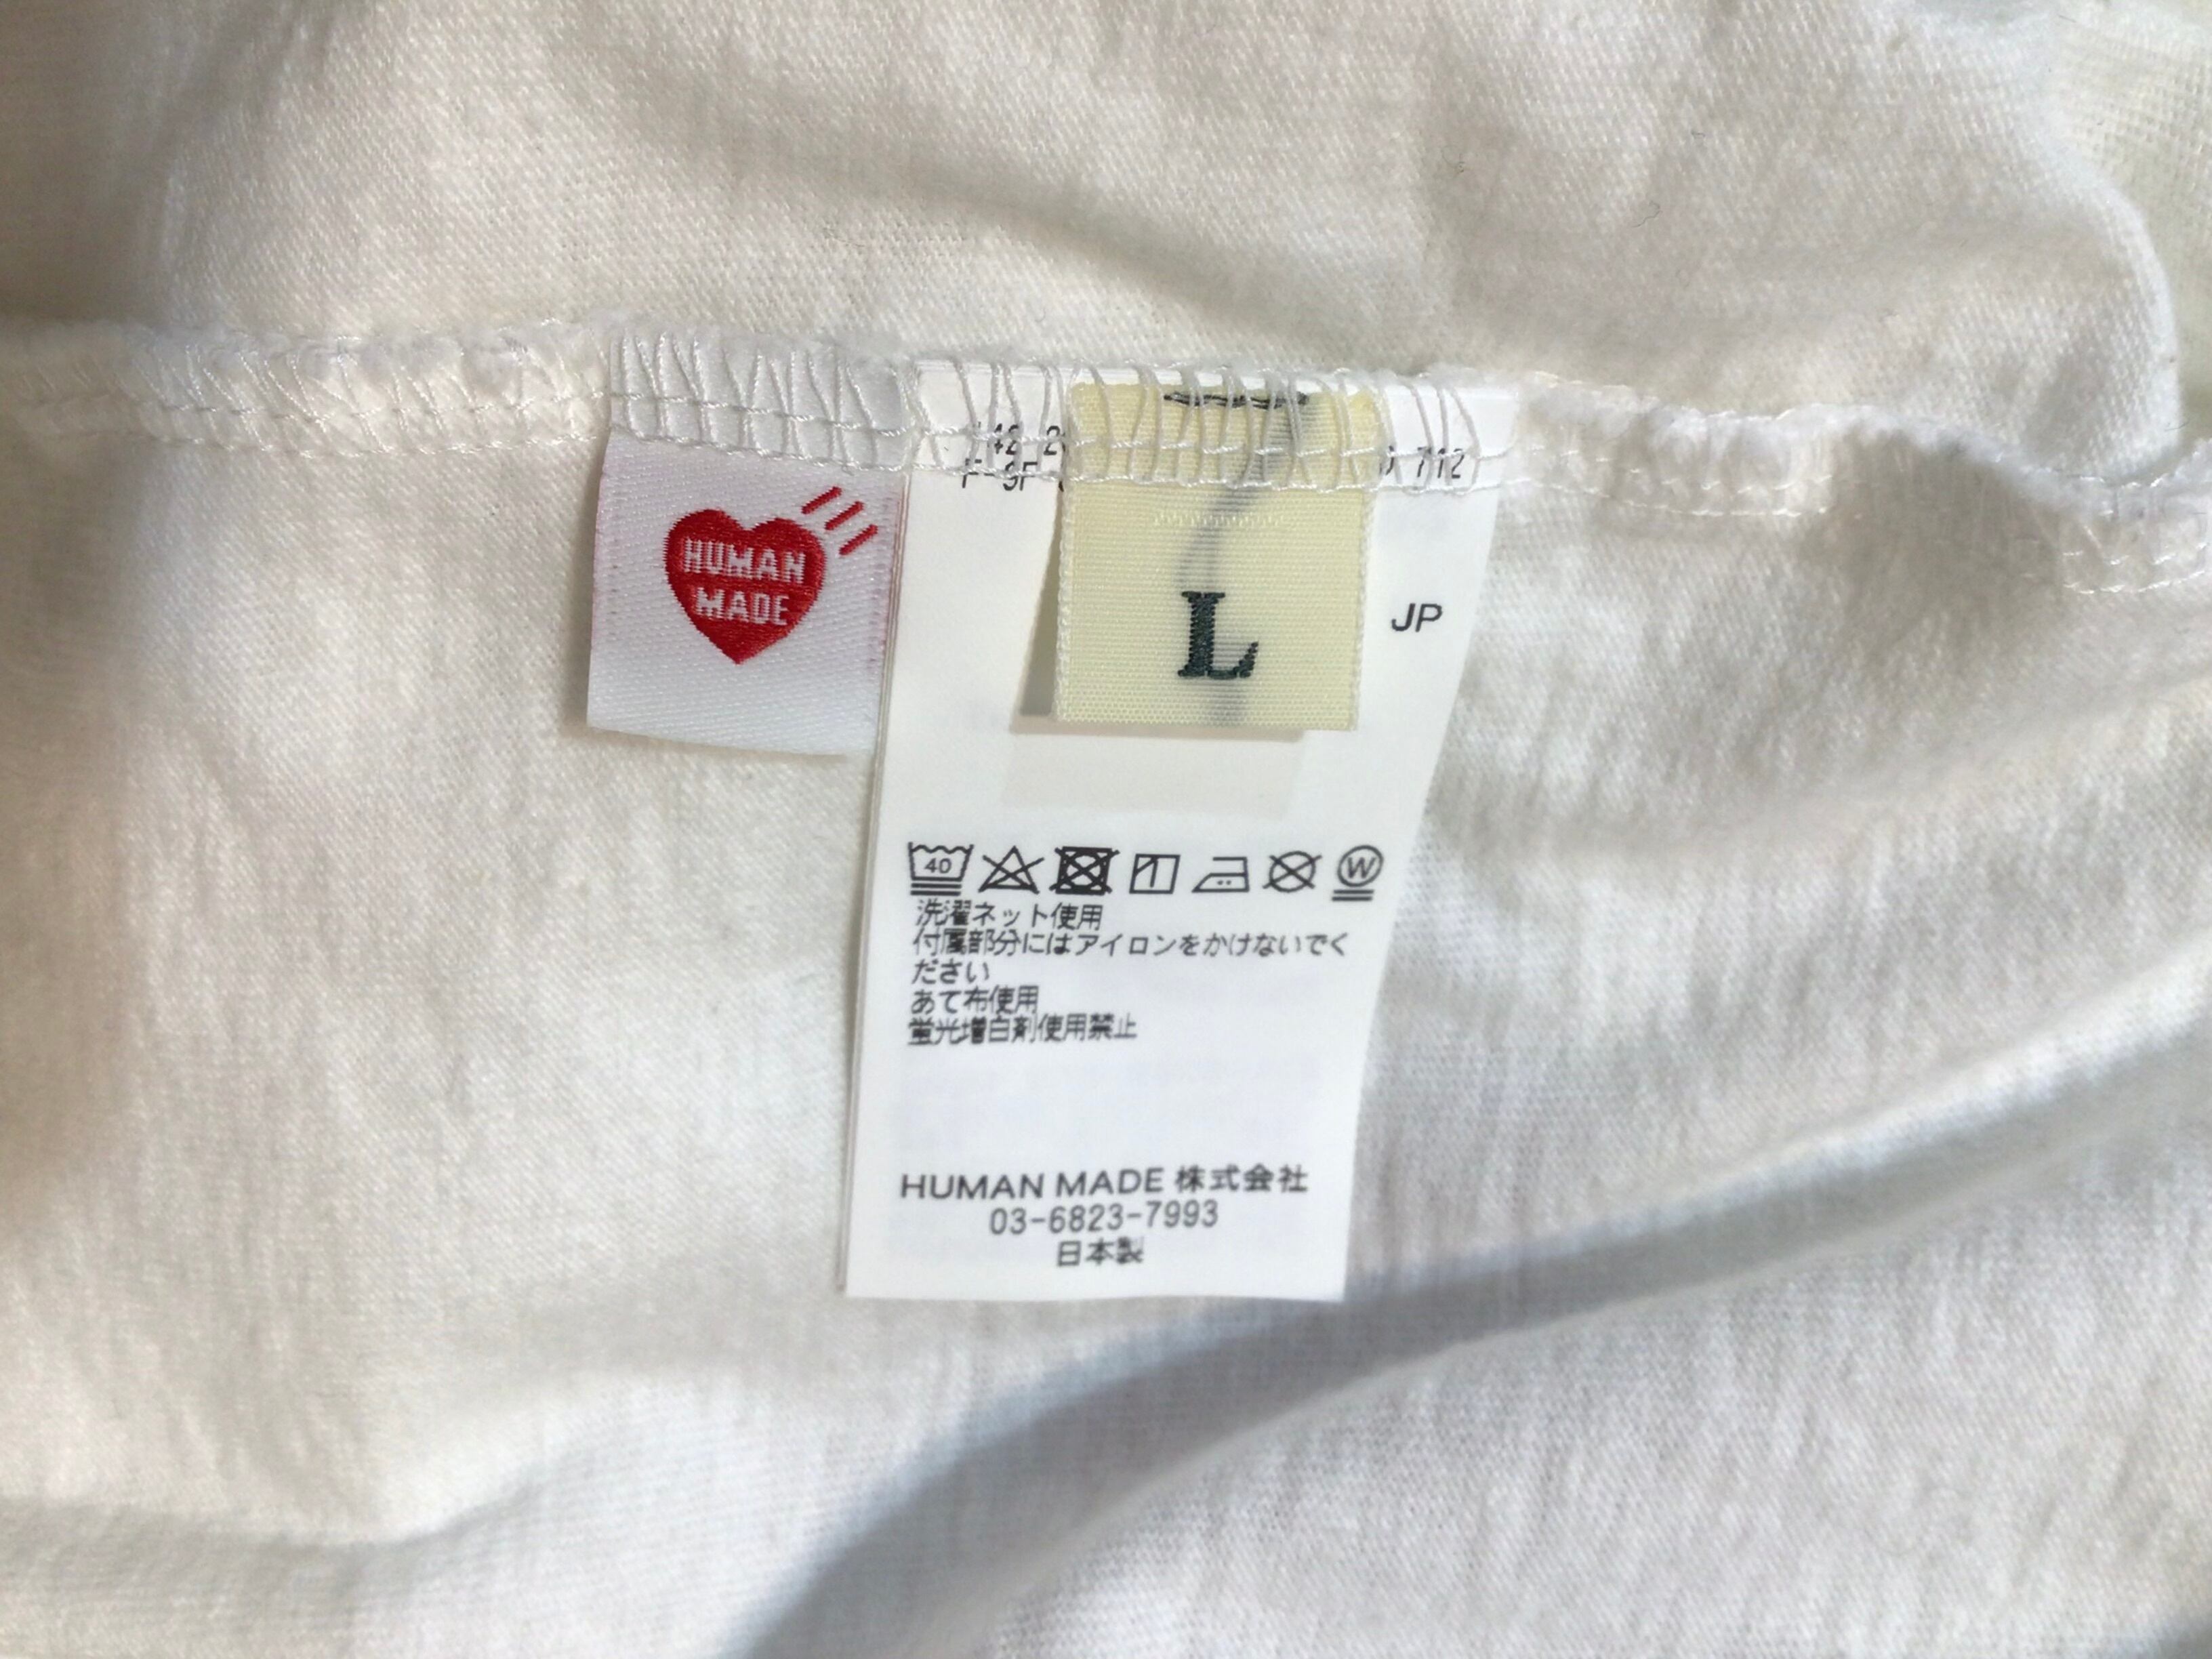 HUMAN
MADE
712
L
JP
40
W
洗濯ネット使用
付属部分にはアイロンをかけないでく
ださい
あて布使用
蛍光増白剤使用禁止
HUMAN MADE 株式会社
03-6823-7993
日本製